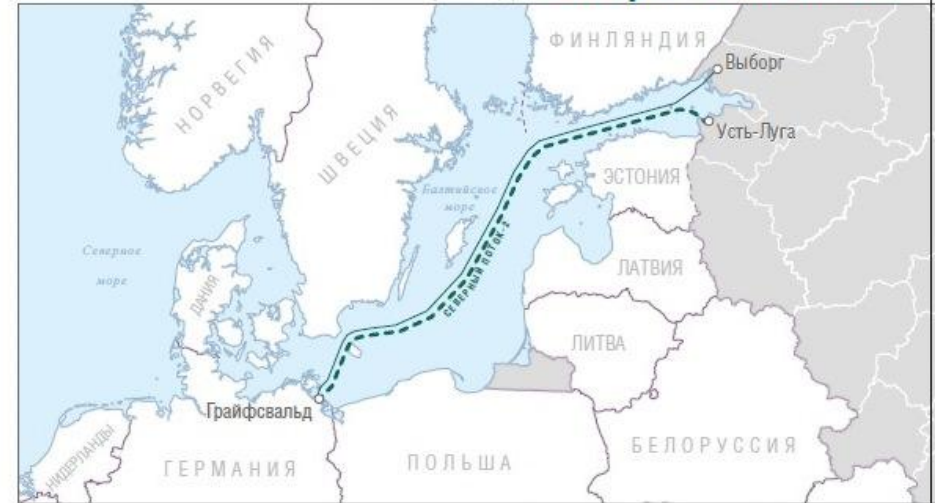 ФИНЛЯНДИЯ
НОРВЕГИЯ
Выборг
ШВЕЦИЯ
Усть-Луга
Балтийское
море
ЭСТОНИЯ
Северное
море
СЕВЕРНЫЙ ПОТОК-2
ЛАТВИЯ
ДАНИЯ
ЛИТВА
Грайфсвальд
НИДЕРЛАНДЫ
ГЕРМАНИЯ
ПОЛЬША
БЕЛОРУССИЯ